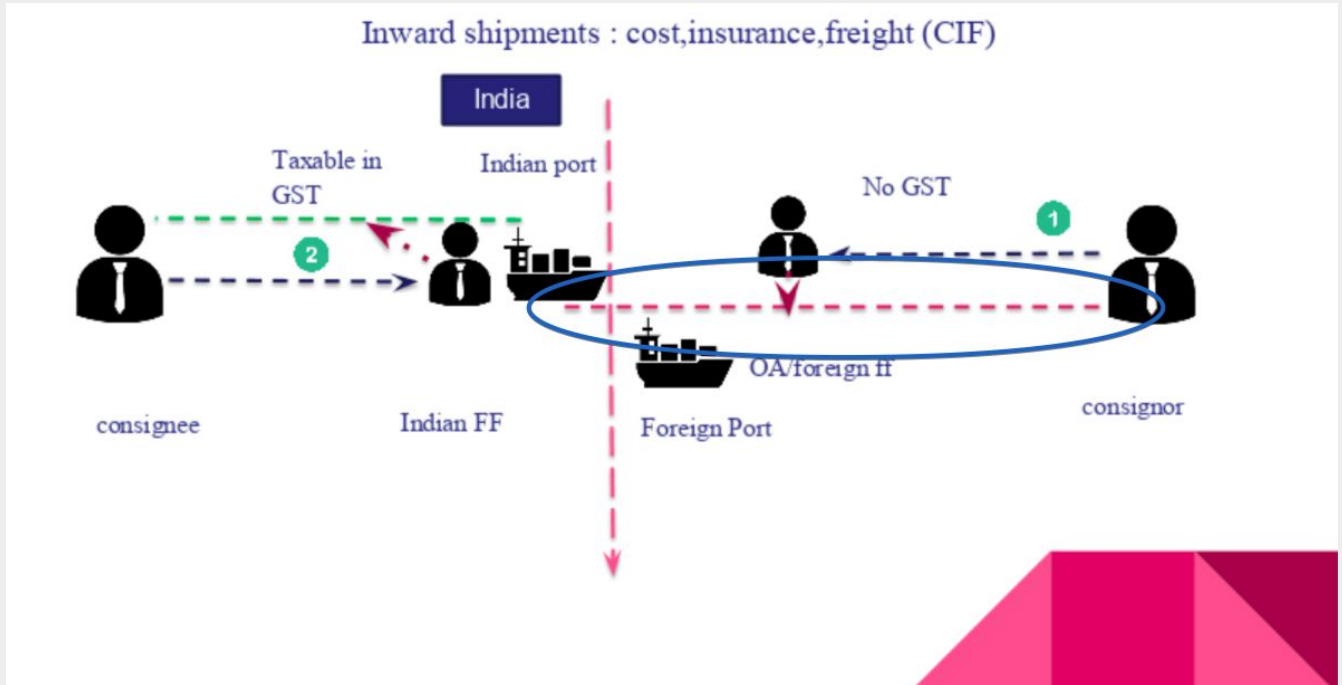 Inward shipments : cost,insurance,freight (CIF)
India
Taxable in
GST
Indian port
No GST
1
2
OA/foreign ff
consignee
Indian FF
Foreign Port
consignor